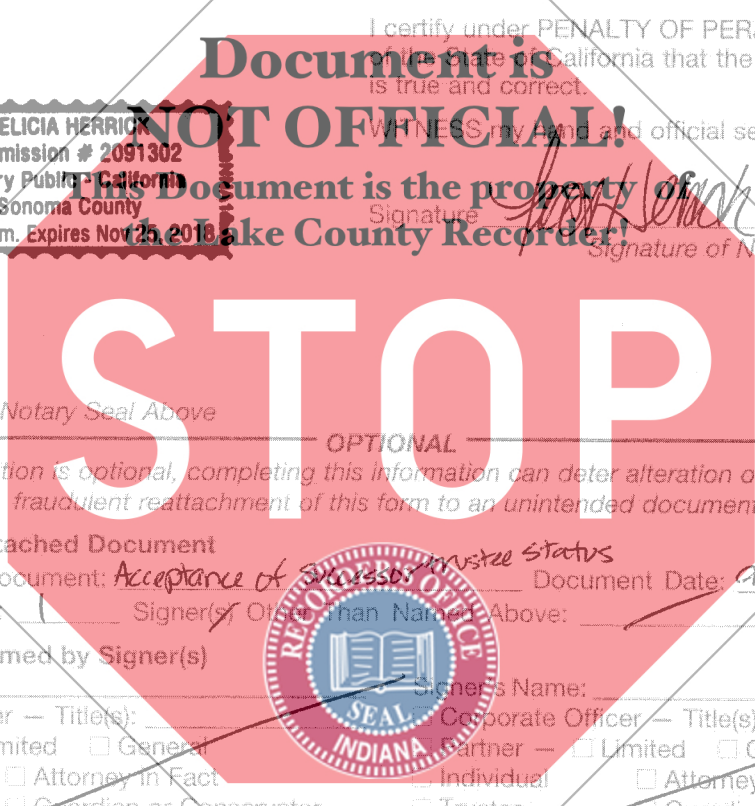 I certify under PENALTY OF PER
of the State of California that the
is true and correct.
WITNESS my hand and official se
Document is
NOT OFFICIAL!
This Document is the property of
the Lake County Recorder!
ELICIA HERRICK
mission # 2091302
ry Public - California
Sonoma County
m. Expires Nov 25, 2018
Signature
Signature of N
STOP
Notary Seal Above
OPTIONAL
tion is optional, completing this information can deter alteration o
fraudulent reattachment of this form to an unintended document
tached Document
ocument: Acceptance of Successor Trustee Status Document Date:
: 1 Signer(s) Other Than Named Above:
med by Signer(s)
Signer's Name:
er — Title(s): ☐ Corporate Officer — Title(s)
mited ☐ General ☐ Partner — ☐ Limited ☐ G
☐ Attorney in Fact ☐ Individual ☐ Attorney
☐ Guardian or Conservator ☐ Trustee
RECORDER'S OFFICE
SEAL
INDIANA